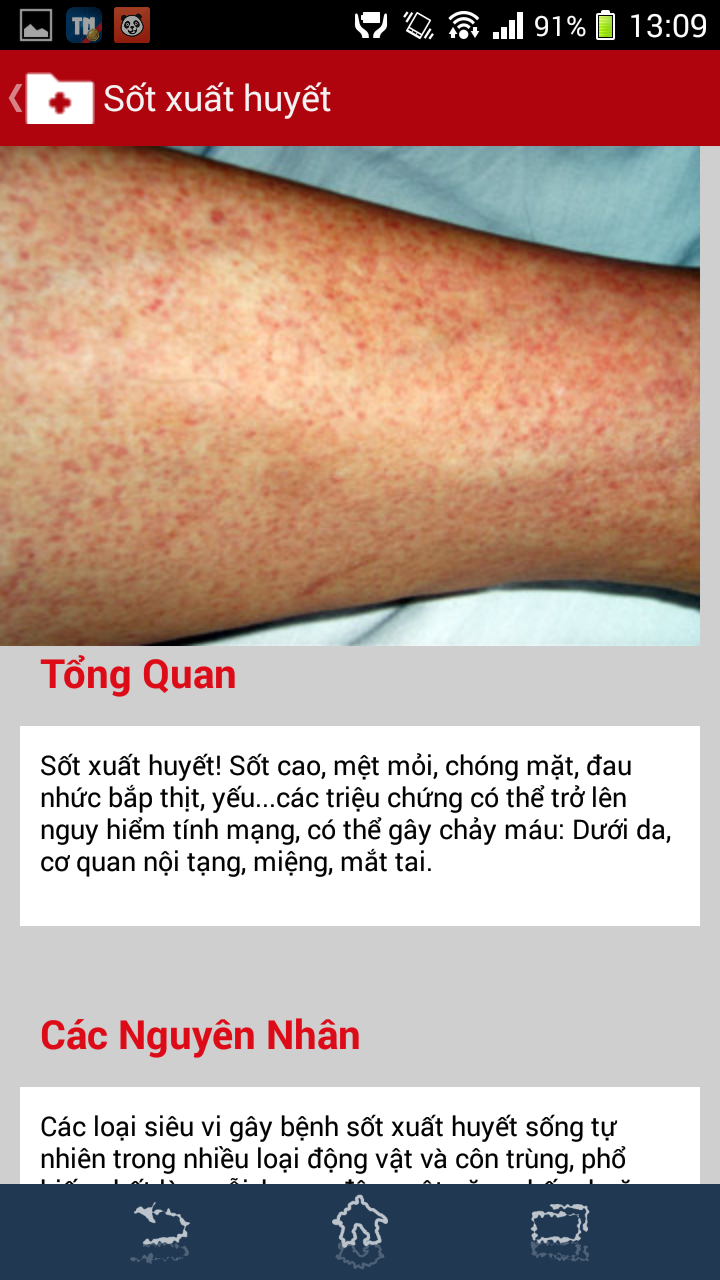 TN
91%
13:09
Sốt xuất huyết
Tổng Quan
Sốt xuất huyết! Sốt cao, mệt mỏi, chóng mặt, đau
nhức bắp thịt, yếu...các triệu chứng có thể trở lên
nguy hiểm tính mạng, có thể gây chảy máu: Dưới da,
cơ quan nội tạng, miệng, mắt tai.
Các Nguyên Nhân
Các loại siêu vi gây bệnh sốt xuất huyết sống tự
nhiên trong nhiều loại động vật và côn trùng, phổ